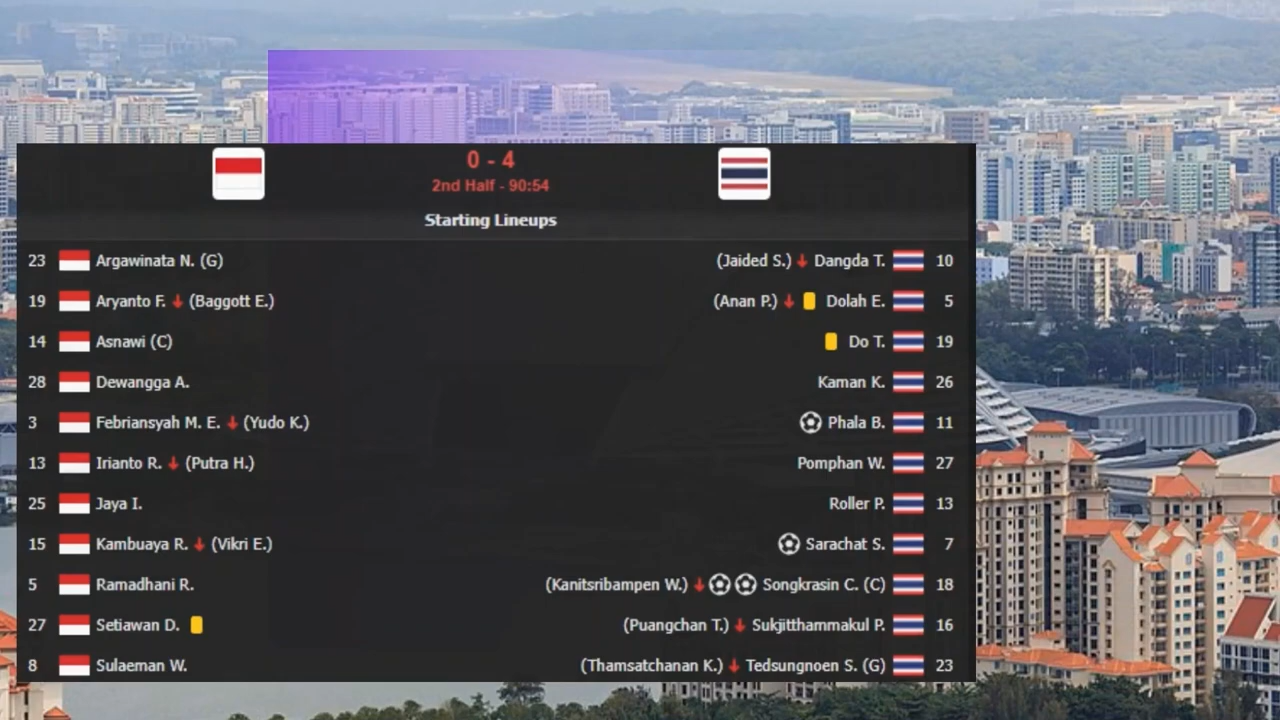 0 - 4
2nd Half - 90:54
Starting Lineups
23 Argawinata N. (G) (Jaided S.) Dangda T. 10
19 Aryanto F. (Baggott E.) (Anan P.) Dolah E. 5
14 Asnawi (C) Do T. 19
28 Dewangga A. Kaman K. 26
3 Febriansyah M. E. (Yudo K.) Phala B. 11
13 Irianto R. (Putra H.) Pomphan W. 27
25 Jaya I. Roller P. 13
15 Kambuaya R. (Vikri E.) Sarachat S. 7
5 Ramadhani R. (Kanitsribampen W.) Songkrasin C. (C) 18
27 Setiawan D. (Puangchan T.) Sukjitthammakul P. 16
8 Sulaeman W. (Thamsatchanan K.) Tedsungnoen S. (G) 23